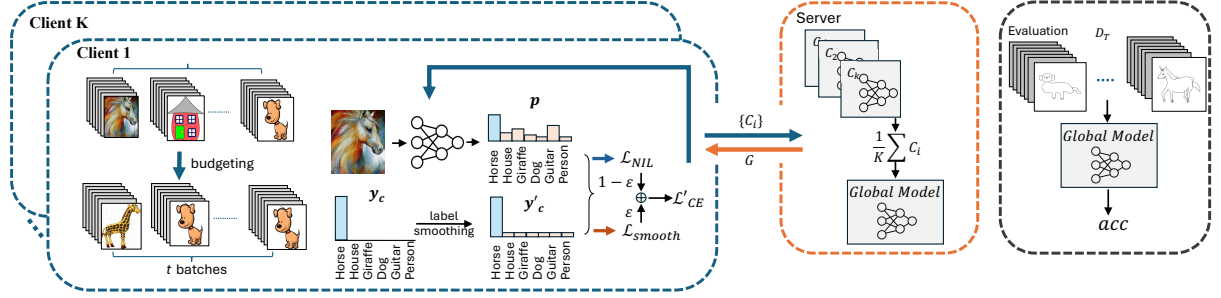 Client K
Client 1
budgeting
t batches
p
Horse
House
Giraffe
Dog
Guitar
Person
y_c
Horse
House
Giraffe
Dog
Guitar
Person
label
smoothing
y'_c
Horse
House
Giraffe
Dog
Guitar
Person
ℒ_NIL
1 − ε
⊕
ℒ'_CE
ε
ℒ_smooth
{C_i}
G
Server
C_2
C_k
1/K ∑ C_i
Global Model
Evaluation D_T
Global Model
acc